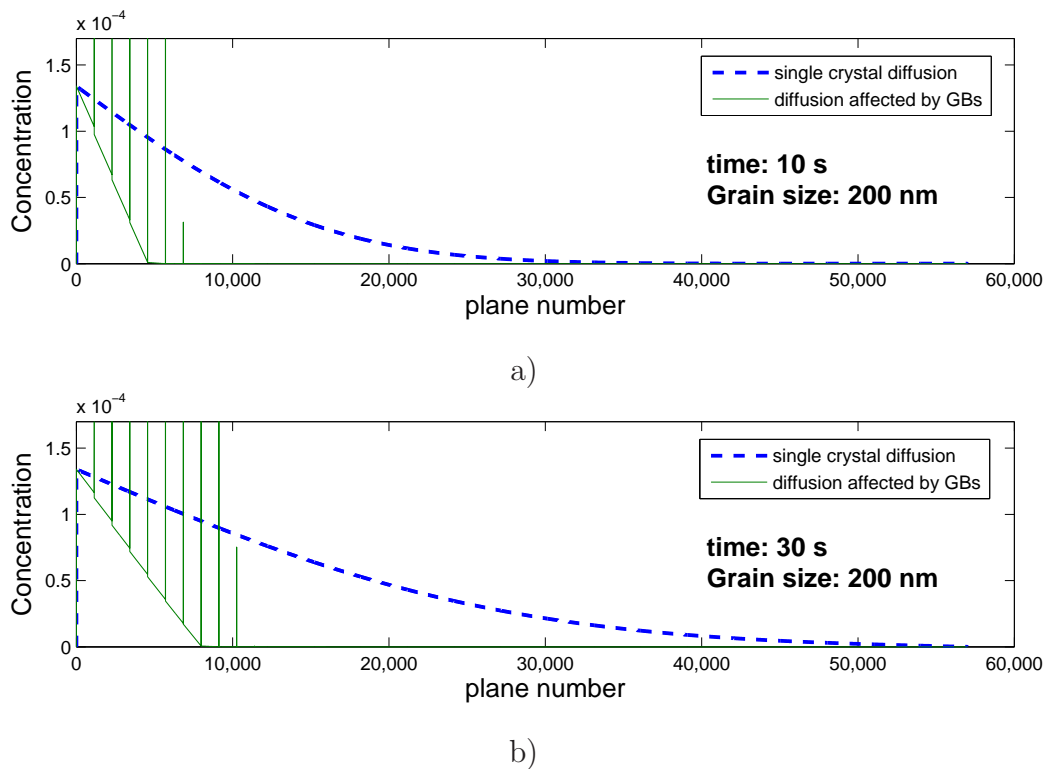 x 10⁻⁴
1.5
1
0.5
0
Concentration
single crystal diffusion
diffusion affected by GBs
time: 10 s
Grain size: 200 nm
0 10,000 20,000 30,000 40,000 50,000 60,000
plane number
a)
x 10⁻⁴
1.5
1
0.5
0
Concentration
single crystal diffusion
diffusion affected by GBs
time: 30 s
Grain size: 200 nm
0 10,000 20,000 30,000 40,000 50,000 60,000
plane number
b)